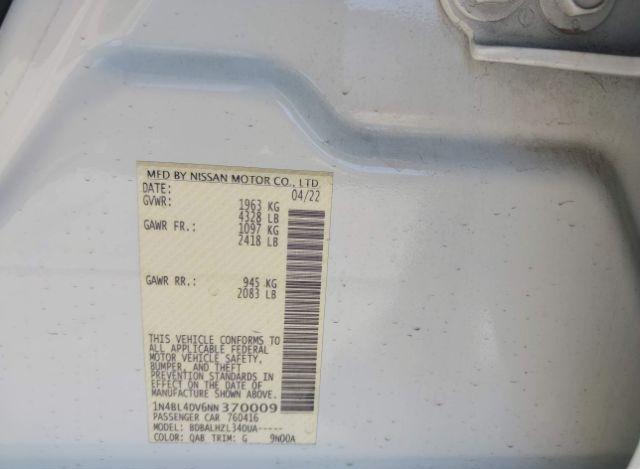 MFD BY NISSAN MOTOR CO., LTD.
DATE: 04/22
GVWR: 1963 KG
4328 LB
GAWR FR.: 1097 KG
2418 LB
GAWR RR.: 945 KG
2083 LB
THIS VEHICLE CONFORMS TO
ALL APPLICABLE FEDERAL
MOTOR VEHICLE SAFETY,
BUMPER, AND THEFT
PREVENTION STANDARDS IN
EFFECT ON THE DATE OF
MANUFACTURE SHOWN ABOVE.
1N4BL4DV6NN 370009
PASSENGER CAR 760416
MODEL: BDBALHZL34OUA-----
COLOR: QAB TRIM: G 9N00A